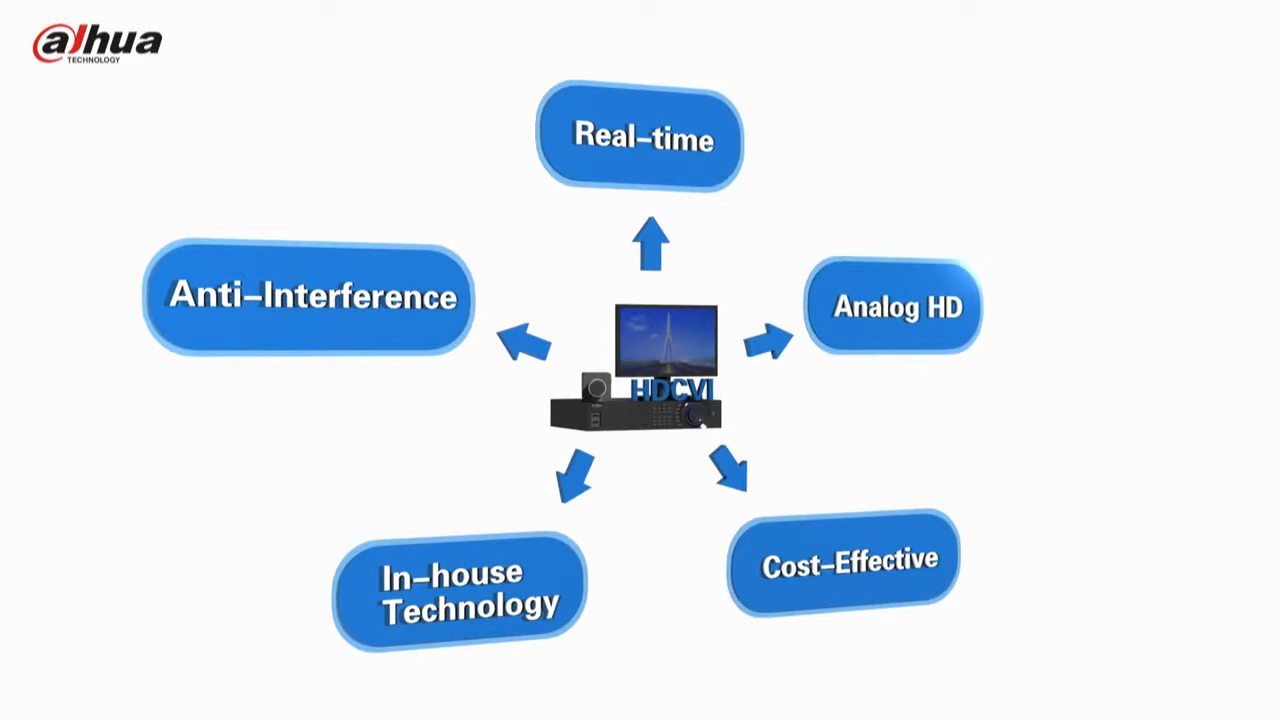 alhua
TECHNOLOGY
Real-time
Anti-Interference
Analog HD
HDCVI
In-house
Technology
Cost-Effective